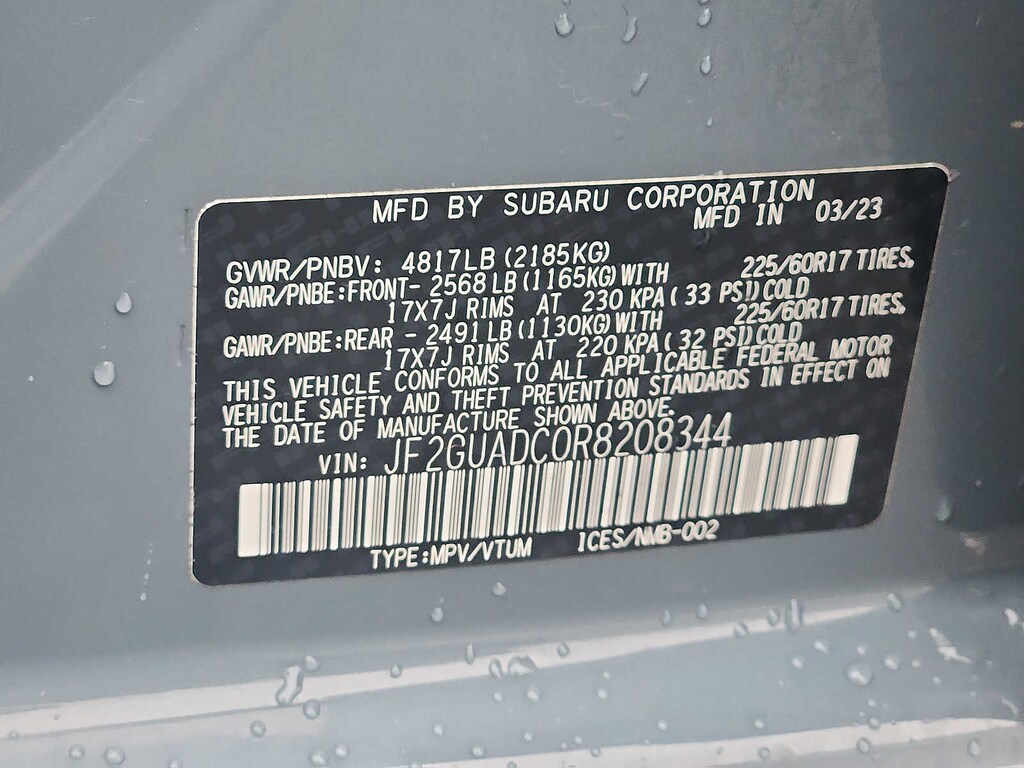 MFD BY SUBARU CORPORATION
MFD IN 03/23
GVWR/PNBV: 4817LB (2185KG)
GAWR/PNBE:FRONT- 2568 LB (1165KG) WITH 225/60R17 TIRES,
17X7J RIMS AT 230 KPA ( 33 PSI) COLD
GAWR/PNBE:REAR - 2491 LB (1130KG) WITH 225/60R17 TIRES,
17X7J RIMS AT 220 KPA ( 32 PSI) COLD
THIS VEHICLE CONFORMS TO ALL APPLICABLE FEDERAL MOTOR
VEHICLE SAFETY AND THEFT PREVENTION STANDARDS IN EFFECT ON
THE DATE OF MANUFACTURE SHOWN ABOVE.
VIN: JF2GUADC0R8208344
TYPE:MPV/VTUM ICES/NMB-002